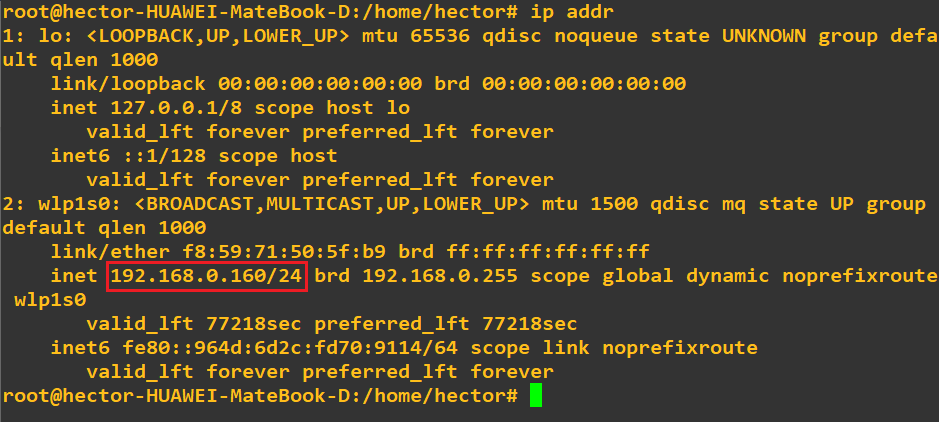 root@hector-HUAWEI-MateBook-D:/home/hector# ip addr
1: lo: <LOOPBACK,UP,LOWER_UP> mtu 65536 qdisc noqueue state UNKNOWN group defa
ult qlen 1000
    link/loopback 00:00:00:00:00:00 brd 00:00:00:00:00:00
    inet 127.0.0.1/8 scope host lo
       valid_lft forever preferred_lft forever
    inet6 ::1/128 scope host
       valid_lft forever preferred_lft forever
2: wlp1s0: <BROADCAST,MULTICAST,UP,LOWER_UP> mtu 1500 qdisc mq state UP group
default qlen 1000
    link/ether f8:59:71:50:5f:b9 brd ff:ff:ff:ff:ff:ff
    inet 192.168.0.160/24 brd 192.168.0.255 scope global dynamic noprefixroute
 wlp1s0
       valid_lft 77218sec preferred_lft 77218sec
    inet6 fe80::964d:6d2c:fd70:9114/64 scope link noprefixroute
       valid_lft forever preferred_lft forever
root@hector-HUAWEI-MateBook-D:/home/hector#